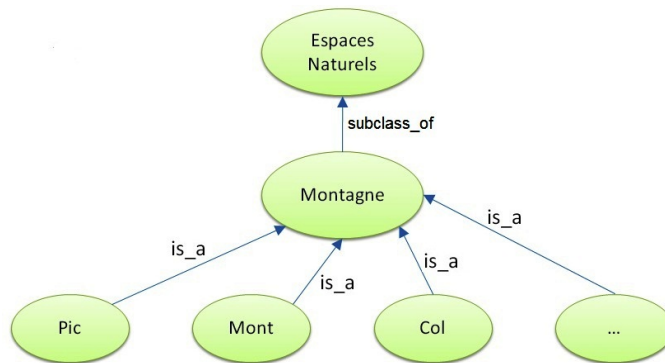 Espaces
Naturels
subclass_of
Montagne
is_a
is_a
is_a
is_a
Pic
Mont
Col
...